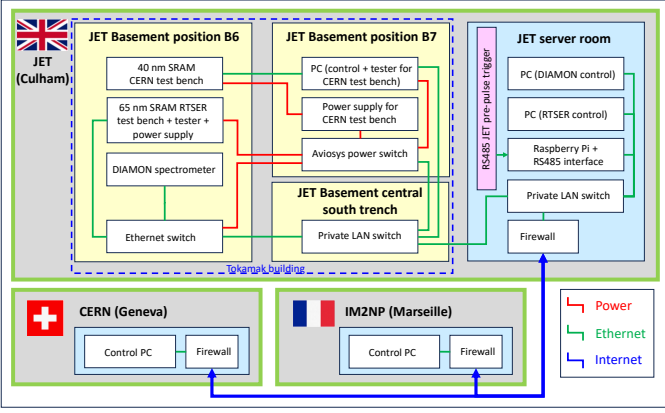 JET
(Culham)
JET Basement position B6
40 nm SRAM
CERN test bench
65 nm SRAM RTSER
test bench + tester +
power supply
DIAMON spectrometer
Ethernet switch
JET Basement position B7
PC (control + tester for
CERN test bench)
Power supply for
CERN test bench
Aviosys power switch
JET Basement central
south trench
Private LAN switch
Tokamak building
JET server room
RS485 JET pre-pulse trigger
PC (DIAMON control)
PC (RTSER control)
Raspberry Pi +
RS485 interface
Private LAN switch
Firewall
CERN (Geneva)
Control PC
Firewall
IM2NP (Marseille)
Control PC
Firewall
Power
Ethernet
Internet